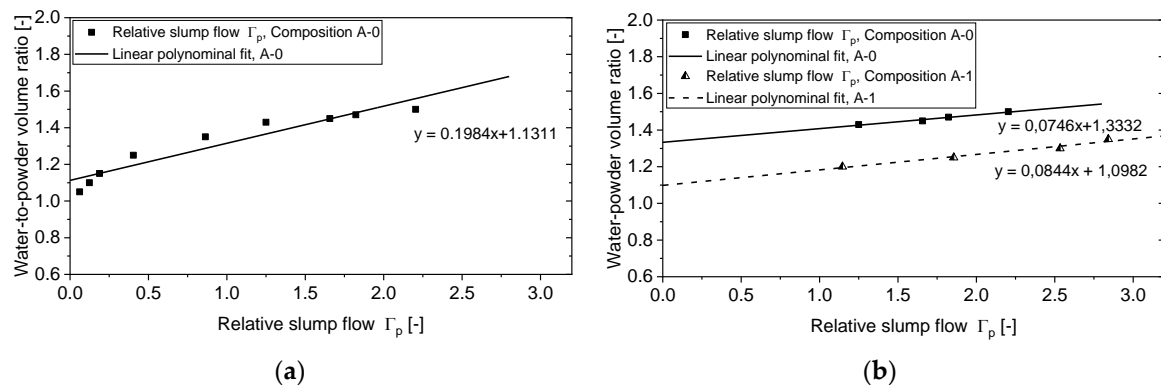 Water-to-powder volume ratio [-]
2.0
1.8
1.6
1.4
1.2
1.0
0.8
0.6
Relative slump flow Γp, Composition A-0
Linear polynominal fit, A-0
y = 0.1984x+1.1311
0.0 0.5 1.0 1.5 2.0 2.5 3.0
Relative slump flow Γp [-]
(a)
Water-powder volume ratio [-]
2.0
1.8
1.6
1.4
1.2
1.0
0.8
0.6
Relative slump flow Γp, Composition A-0
Linear polynominal fit, A-0
Relative slump flow Γp, Composition A-1
Linear polynominal fit, A-1
y = 0,0746x+1,3332
y = 0,0844x + 1,0982
0.0 0.5 1.0 1.5 2.0 2.5 3.0
Relative slump flow Γp [-]
(b)